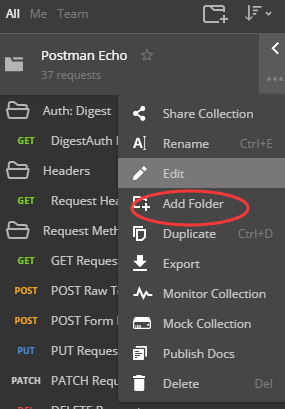 All Me Team
Postman Echo
37 requests
Auth: Digest
GET DigestAuth
Headers
GET Request Hea
Request Meth
GET GET Reques
POST POST Raw T
POST POST Form
PUT PUT Reques
PATCH PATCH Requ
Share Collection
Rename Ctrl+E
Edit
Add Folder
Duplicate Ctrl+D
Export
Monitor Collection
Mock Collection
Publish Docs
Delete Del